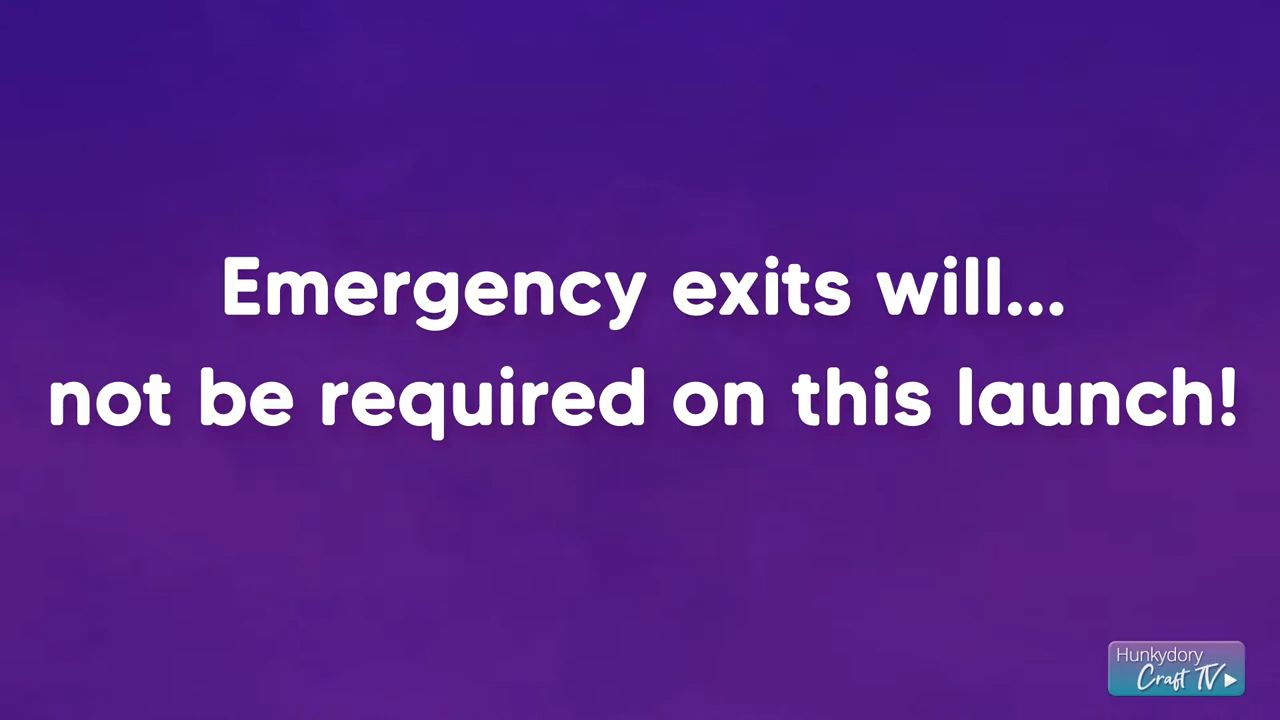 Emergency exits will...
not be required on this launch!
Hunkydory
Craft TV